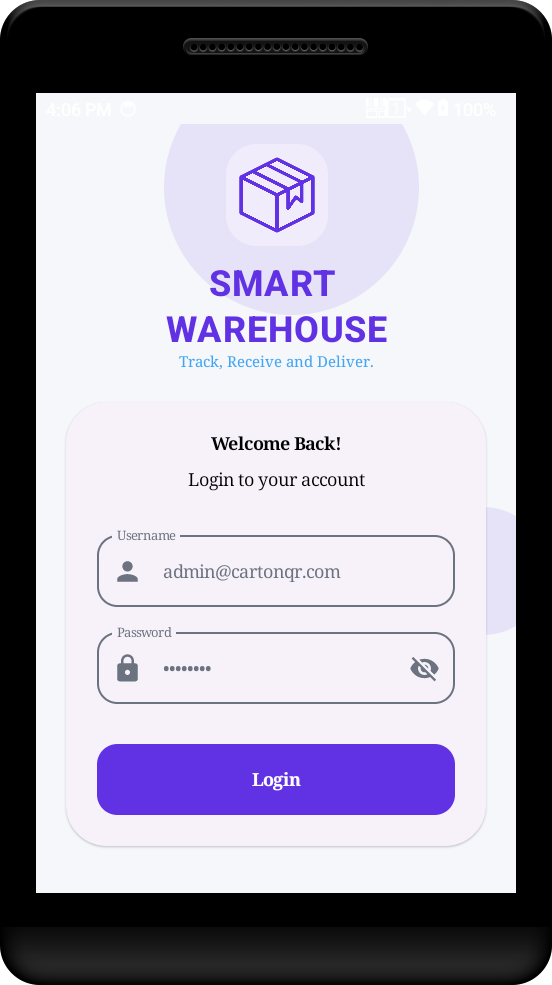 4:06 PM
100%
SMART
WAREHOUSE
Track, Receive and Deliver.
Welcome Back!
Login to your account
Username
admin@cartonqr.com
Password
••••••••
Login